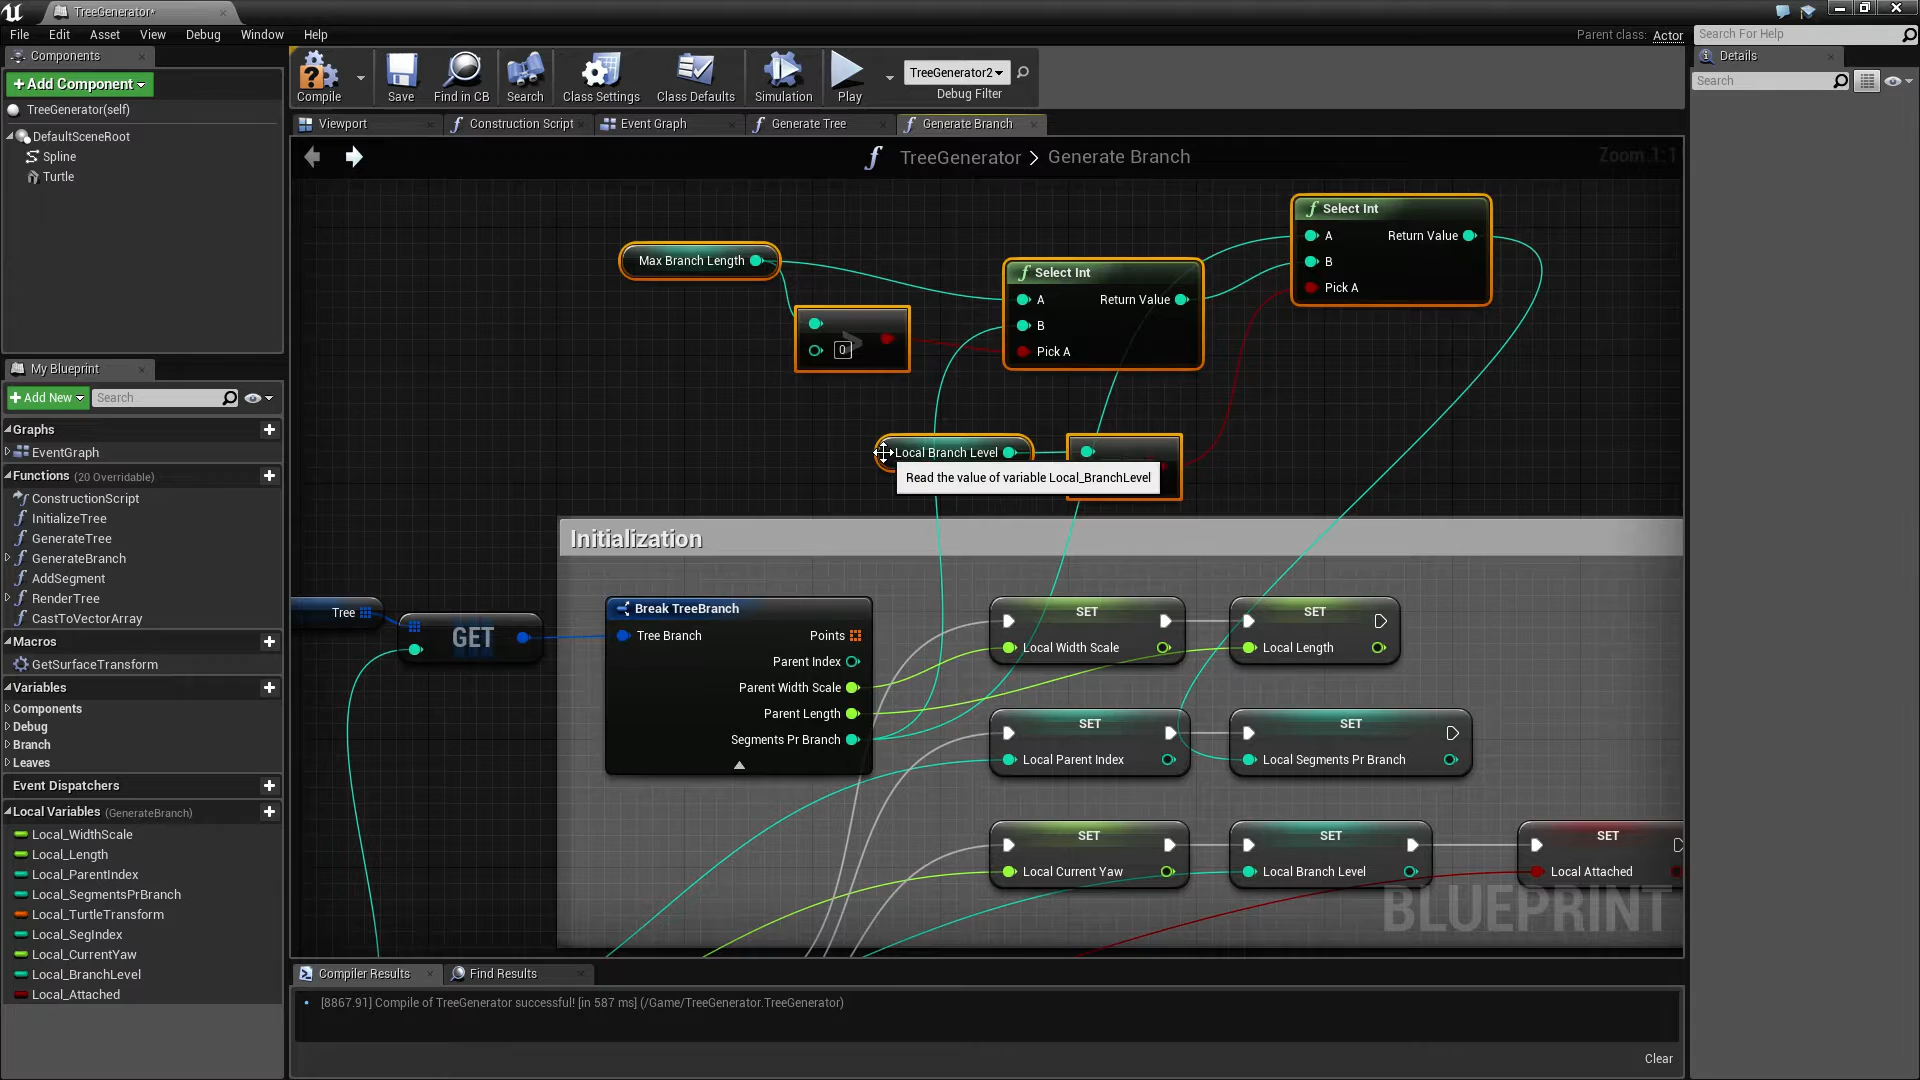 TreeGenerator•
File Edit Asset View Debug Window Help
Parent class: Actor
Search For Help
Components
Details
+Add Component
Search
TreeGenerator(self)
DefaultSceneRoot
Spline
Turtle
Compile
Save
Find in CB
Search
Class Settings
Class Defaults
Simulation
Play
TreeGenerator2
Debug Filter
Viewport
Construction Script
Event Graph
Generate Tree
Generate Branch
TreeGenerator > Generate Branch
Zoom 1:1
My Blueprint
+Add New
Search
Graphs
EventGraph
Functions (20 Overridable)
ConstructionScript
InitializeTree
GenerateTree
GenerateBranch
AddSegment
RenderTree
CastToVectorArray
Macros
GetSurfaceTransform
Variables
Components
Debug
Branch
Leaves
Event Dispatchers
Local Variables (GenerateBranch)
Local_WidthScale
Local_Length
Local_ParentIndex
Local_SegmentsPrBranch
Local_TurtleTransform
Local_SegIndex
Local_CurrentYaw
Local_BranchLevel
Local_Attached
Select Int
A Return Value
B
Pick A
Max Branch Length
Select Int
A Return Value
B
Pick A
> 0
Local Branch Level
Read the value of variable Local_BranchLevel
Initialization
Tree
GET
Break TreeBranch
Tree Branch Points
Parent Index
Parent Width Scale
Parent Length
Segments Pr Branch
SET
Local Width Scale
SET
Local Length
SET
Local Parent Index
SET
Local Segments Pr Branch
SET
Local Current Yaw
SET
Local Branch Level
SET
Local Attached
BLUEPRINT
Compiler Results
Find Results
[8867.91] Compile of TreeGenerator successful! [in 587 ms] (/Game/TreeGenerator.TreeGenerator)
Clear